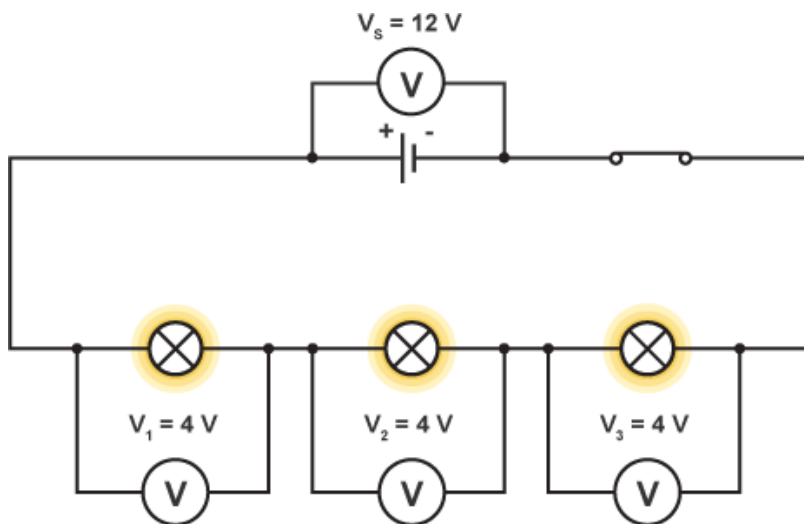 Vₛ = 12 V
V
+ -
V₁ = 4 V
V₂ = 4 V
V₃ = 4 V
V
V
V